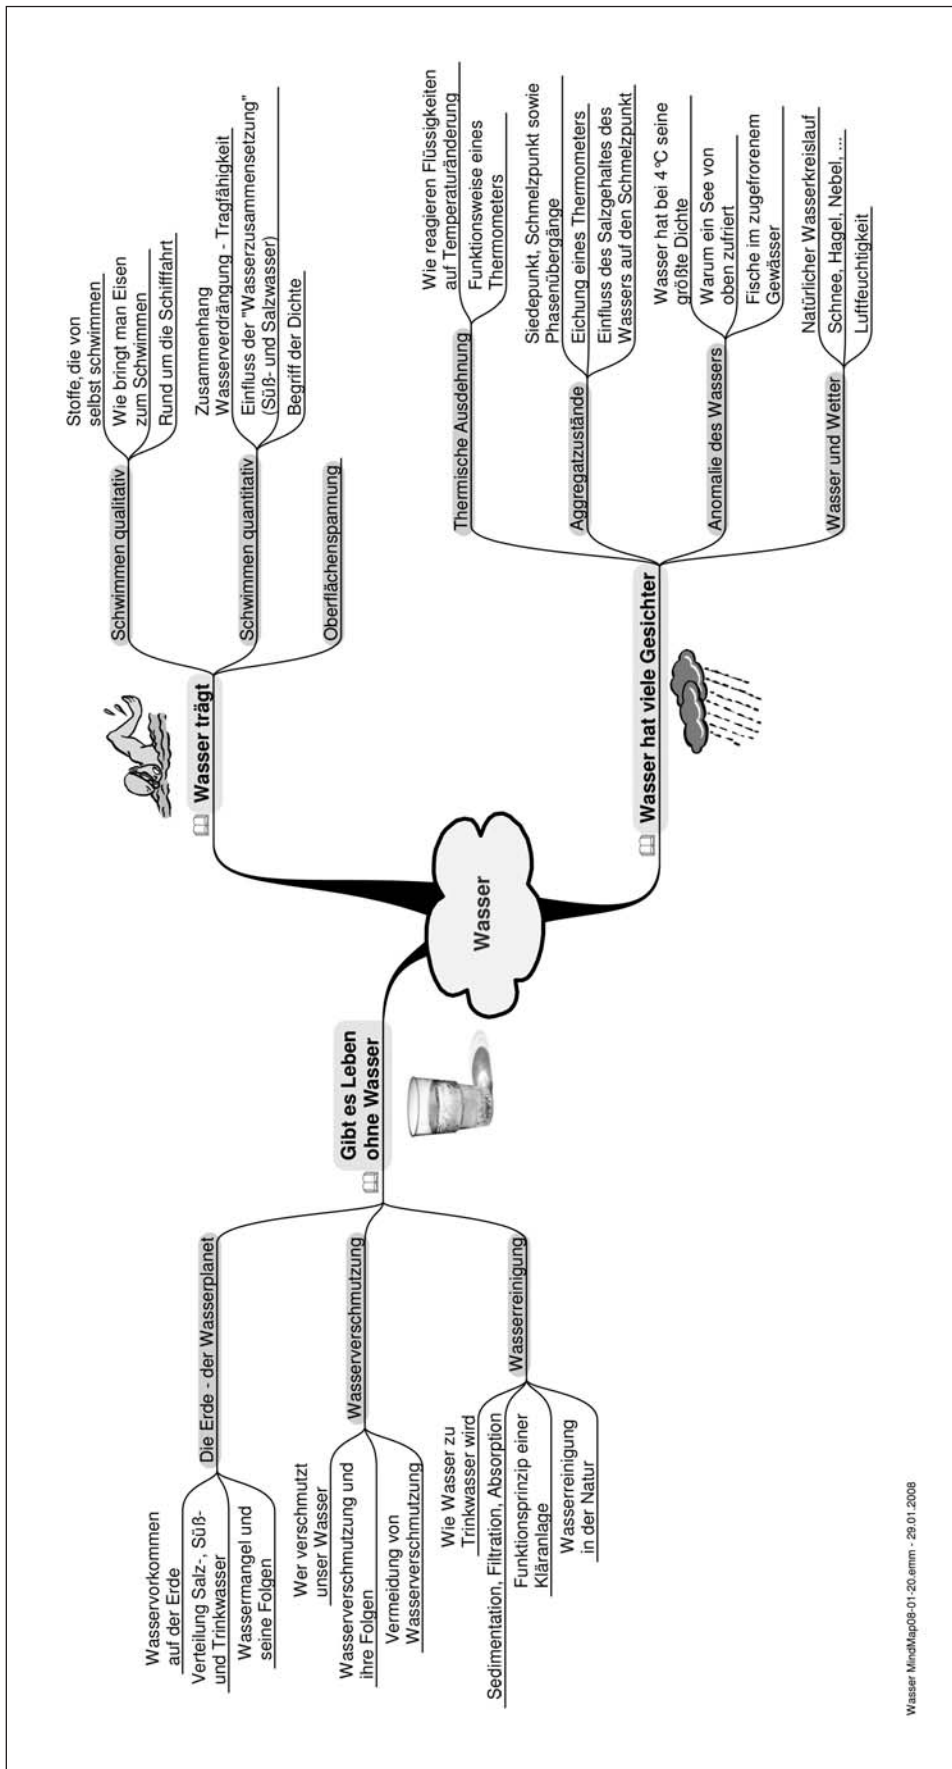 Wasser
Gibt es Leben
ohne Wasser
Die Erde - der Wasserplanet
Wasservorkommen
auf der Erde
Verteilung Salz-, Süß-
und Trinkwasser
Wassermangel und
seine Folgen
Wasserverschmutzung
Wer verschmutzt
unser Wasser
Wasserverschmutzung und
ihre Folgen
Vermeidung von
Wasserverschmutzung
Wasserreinigung
Wie Wasser zu
Trinkwasser wird
Sedimentation, Filtration, Absorption
Funktionsprinzip einer
Kläranlage
Wasserreinigung
in der Natur
Wasser trägt
Schwimmen qualitativ
Stoffe, die von
selbst schwimmen
Wie bringt man Eisen
zum Schwimmen
Rund um die Schifffahrt
Schwimmen quantitativ
Zusammenhang
Wasserverdrängung - Tragfähigkeit
Einfluss der "Wasserzusammensetzung"
(Süß- und Salzwasser)
Begriff der Dichte
Oberflächenspannung
Wasser hat viele Gesichter
Thermische Ausdehnung
Wie reagieren Flüssigkeiten
auf Temperaturänderung
Funktionsweise eines
Thermometers
Aggregatzustände
Siedepunkt, Schmelzpunkt sowie
Phasenübergänge
Eichung eines Thermometers
Einfluss des Salzgehaltes des
Wassers auf den Schmelzpunkt
Anomalie des Wassers
Wasser hat bei 4°C seine
größte Dichte
Warum ein See von
oben zufriert
Fische im zugefrorenem
Gewässer
Wasser und Wetter
Natürlicher Wasserkreislauf
Schnee, Hagel, Nebel, ...
Luftfeuchtigkeit
Wasser MindMap08-01-20.emm - 29.01.2008